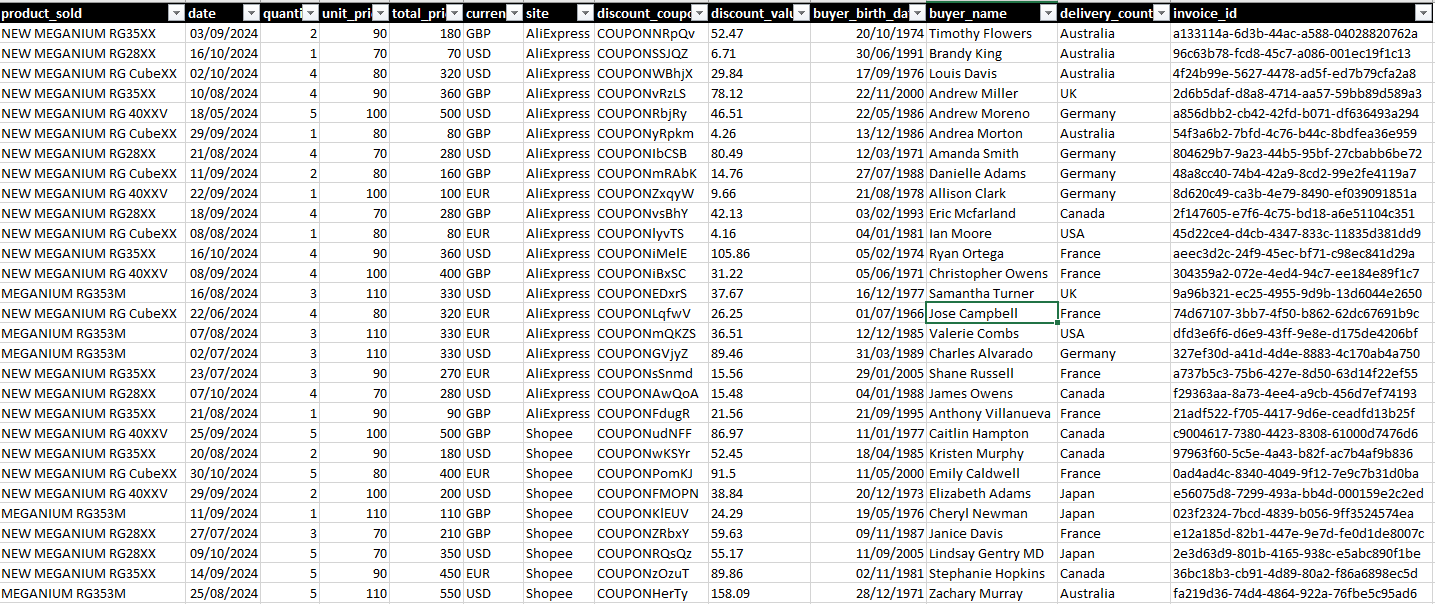 product_sold date quanti unit_pri total_pri curren site discount_coupo discount_valu buyer_birth_da buyer_name delivery_count invoice_id
NEW MEGANIUM RG35XX 03/09/2024 2 90 180 GBP AliExpress COUPONNRpQv 52.47 20/10/1974 Timothy Flowers Australia a133114a-6d3b-44ac-a588-04028820762a
NEW MEGANIUM RG28XX 16/10/2024 1 70 70 USD AliExpress COUPONSSJQZ 6.71 30/06/1991 Brandy King Australia 96c63b78-fcd8-45c7-a086-001ec19f1c13
NEW MEGANIUM RG CubeXX 02/10/2024 4 80 320 USD AliExpress COUPONWBhjX 29.84 17/09/1976 Louis Davis Australia 4f24b99e-5627-4478-ad5f-ed7b79cfa2a8
NEW MEGANIUM RG35XX 10/08/2024 4 90 360 GBP AliExpress COUPONvRzLS 78.12 22/11/2000 Andrew Miller UK 2d6b5daf-d8a8-4714-aa57-59bb89d589a3
NEW MEGANIUM RG 40XXV 18/05/2024 5 100 500 USD AliExpress COUPONRbjRy 46.51 22/05/1986 Andrew Moreno Germany a856dbb2-cb42-42fd-b071-df636493a294
NEW MEGANIUM RG CubeXX 29/09/2024 1 80 80 GBP AliExpress COUPONyRpkm 4.26 13/12/1986 Andrea Morton Australia 54f3a6b2-7bfd-4c76-b44c-8bdfea36e959
NEW MEGANIUM RG28XX 21/08/2024 4 70 280 USD AliExpress COUPONIbCSB 80.49 12/03/1971 Amanda Smith Germany 804629b7-9a23-44b5-95bf-27cbabb6be72
NEW MEGANIUM RG CubeXX 11/09/2024 2 80 160 GBP AliExpress COUPONmRAbK 14.76 27/07/1988 Danielle Adams Germany 48a8cc40-74b4-42a9-8cd2-99e2fe4119a7
NEW MEGANIUM RG 40XXV 22/09/2024 1 100 100 EUR AliExpress COUPONZxqyW 9.66 21/08/1978 Allison Clark Germany 8d620c49-ca3b-4e79-8490-ef039091851a
NEW MEGANIUM RG28XX 18/09/2024 4 70 280 GBP AliExpress COUPONvsBhY 42.13 03/02/1993 Eric Mcfarland Canada 2f147605-e7f6-4c75-bd18-a6e51104c351
NEW MEGANIUM RG CubeXX 08/08/2024 1 80 80 EUR AliExpress COUPONlyvTS 4.16 04/01/1981 Ian Moore USA 45d22ce4-d4cb-4347-833c-11835d381dd9
NEW MEGANIUM RG35XX 16/10/2024 4 90 360 USD AliExpress COUPONiMelE 105.86 05/02/1974 Ryan Ortega France aeec3d2c-24f9-45ec-bf71-c98ec841d29a
NEW MEGANIUM RG 40XXV 08/09/2024 4 100 400 GBP AliExpress COUPONiBxSC 31.22 05/06/1971 Christopher Owens France 304359a2-072e-4ed4-94c7-ee184e89f1c7
MEGANIUM RG353M 16/08/2024 3 110 330 USD AliExpress COUPONEDxrS 37.67 16/12/1977 Samantha Turner UK 9a96b321-ec25-4955-9d9b-13d6044e2650
NEW MEGANIUM RG CubeXX 22/06/2024 4 80 320 EUR AliExpress COUPONLqfwV 26.25 01/07/1966 Jose Campbell France 74d67107-3bb7-4f50-b862-62dc67691b9c
MEGANIUM RG353M 07/08/2024 3 110 330 EUR AliExpress COUPONmQKZS 36.51 12/12/1985 Valerie Combs USA dfd3e6f6-d6e9-43ff-9e8e-d175de4206bf
MEGANIUM RG353M 02/07/2024 3 110 330 USD AliExpress COUPONGVjyZ 89.46 31/03/1989 Charles Alvarado Germany 327ef30d-a41d-4d4e-8883-4c170ab4a750
NEW MEGANIUM RG35XX 23/07/2024 3 90 270 EUR AliExpress COUPONsSnmd 15.56 29/01/2005 Shane Russell France a737b5c3-75b6-427e-8d50-63d14f22ef55
NEW MEGANIUM RG28XX 07/10/2024 4 70 280 USD AliExpress COUPONAwQoA 15.48 04/01/1988 James Owens Canada f29363aa-8a73-4ee4-a9cb-456d7ef74193
NEW MEGANIUM RG35XX 21/08/2024 1 90 90 GBP AliExpress COUPONFdugR 21.56 21/09/1995 Anthony Villanueva France 21adf522-f705-4417-9d6e-ceadfd13b25f
NEW MEGANIUM RG 40XXV 25/09/2024 5 100 500 GBP Shopee COUPONudNFF 86.97 11/01/1977 Caitlin Hampton Canada c9004617-7380-4423-8308-61000d7476d6
NEW MEGANIUM RG35XX 20/08/2024 2 90 180 USD Shopee COUPONwKSYr 52.45 18/04/1985 Kristen Murphy Canada 97963f60-5c5e-4a43-b82f-ac7b4af9b836
NEW MEGANIUM RG CubeXX 30/10/2024 5 80 400 EUR Shopee COUPONPomKJ 91.5 11/05/2000 Emily Caldwell France 0ad4ad4c-8340-4049-9f12-7e9c7b31d0ba
NEW MEGANIUM RG 40XXV 29/09/2024 2 100 200 USD Shopee COUPONFMOPN 38.84 20/12/1973 Elizabeth Adams Japan e56075d8-7299-493a-bb4d-000159e2c2ed
MEGANIUM RG353M 11/09/2024 1 110 110 GBP Shopee COUPONKlEUV 24.29 19/05/1976 Cheryl Newman Japan 023f2324-7bcd-4839-b056-9ff3524574ea
NEW MEGANIUM RG28XX 27/07/2024 3 70 210 GBP Shopee COUPONZRbxY 59.63 09/11/1987 Janice Davis France e12a185d-82b1-447e-9e7d-fe0d1de8007c
NEW MEGANIUM RG28XX 09/10/2024 5 70 350 USD Shopee COUPONRQsQz 55.17 11/09/2005 Lindsay Gentry MD Japan 2e3d63d9-801b-4165-938c-e5abc890f1be
NEW MEGANIUM RG35XX 14/09/2024 5 90 450 EUR Shopee COUPONzOzuT 89.86 02/11/1981 Stephanie Hopkins Canada 36bc18b3-cb91-4d89-80a2-f86a6898ec5d
MEGANIUM RG353M 25/08/2024 5 110 550 USD Shopee COUPONHerTy 158.09 28/12/1971 Zachary Murray Australia fa219d36-74d4-4864-922a-76fbe5c95ad6